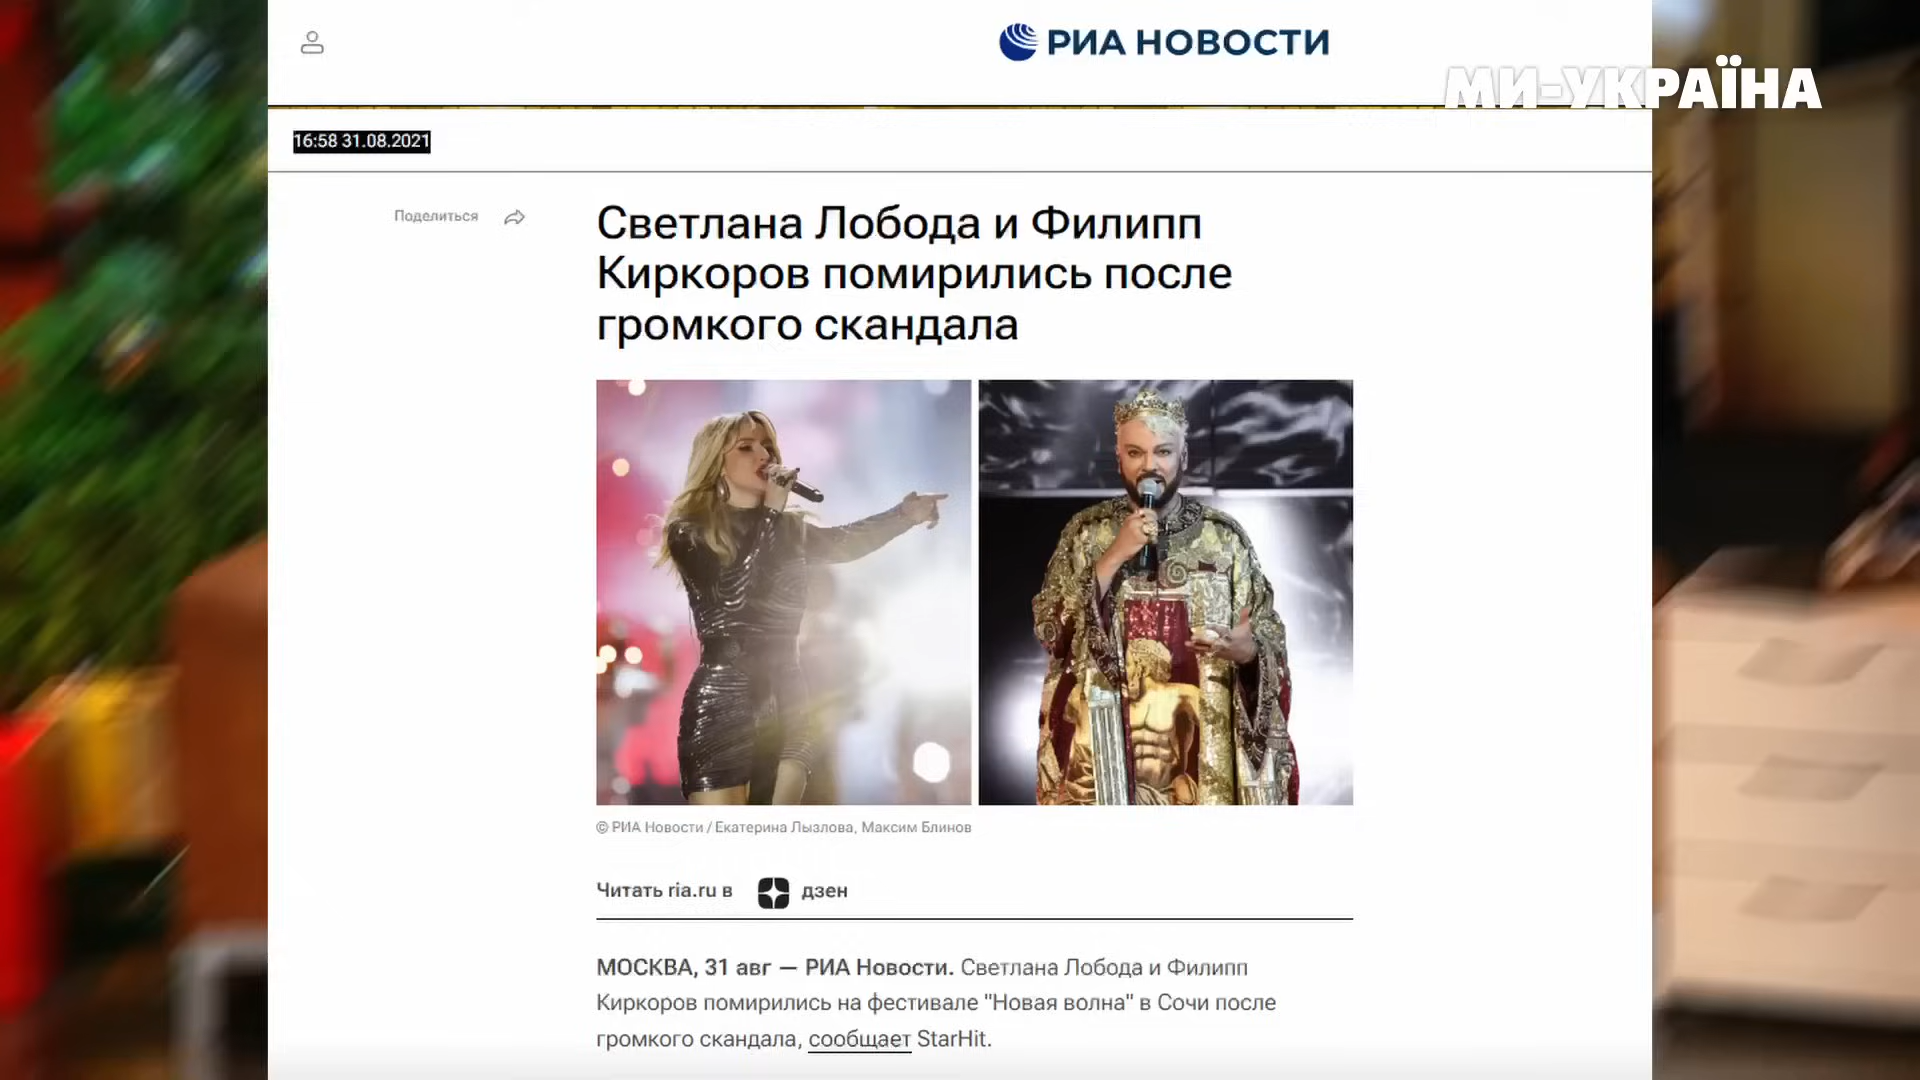 РИА НОВОСТИ
МИ-УКРАЇНА
16:58 31.08.2021
Поделиться
Светлана Лобода и Филипп
Киркоров помирились после
громкого скандала
© РИА Новости / Екатерина Лызлова, Максим Блинов
Читать ria.ru в дзен
МОСКВА, 31 авг — РИА Новости. Светлана Лобода и Филипп
Киркоров помирились на фестивале "Новая волна" в Сочи после
громкого скандала, сообщает StarHit.